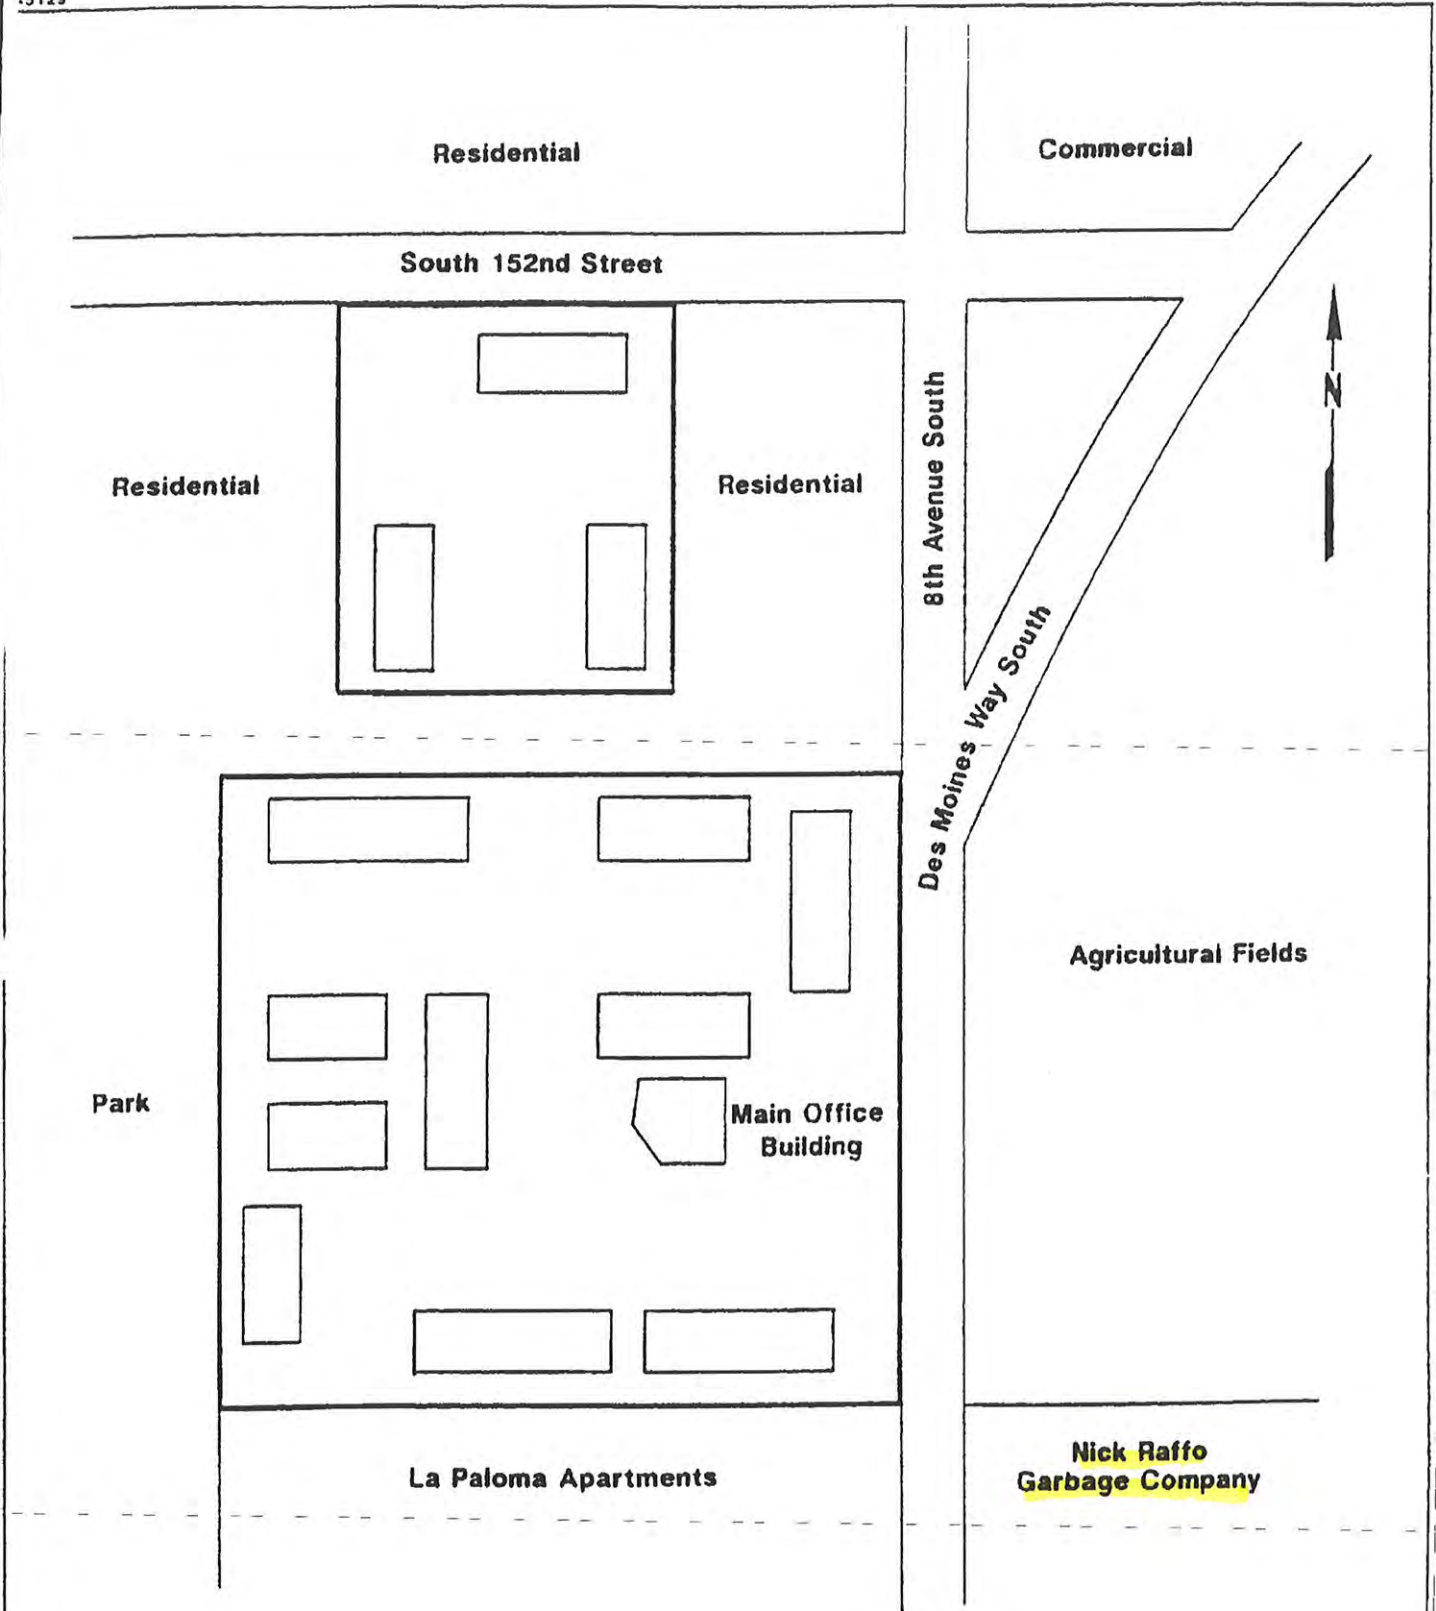 Residential
Commercial
South 152nd Street
N
Residential
Residential
8th Avenue South
Des Moines Way South
Agricultural Fields
Park
Main Office
Building
La Paloma Apartments
Nick Raffo
Garbage Company